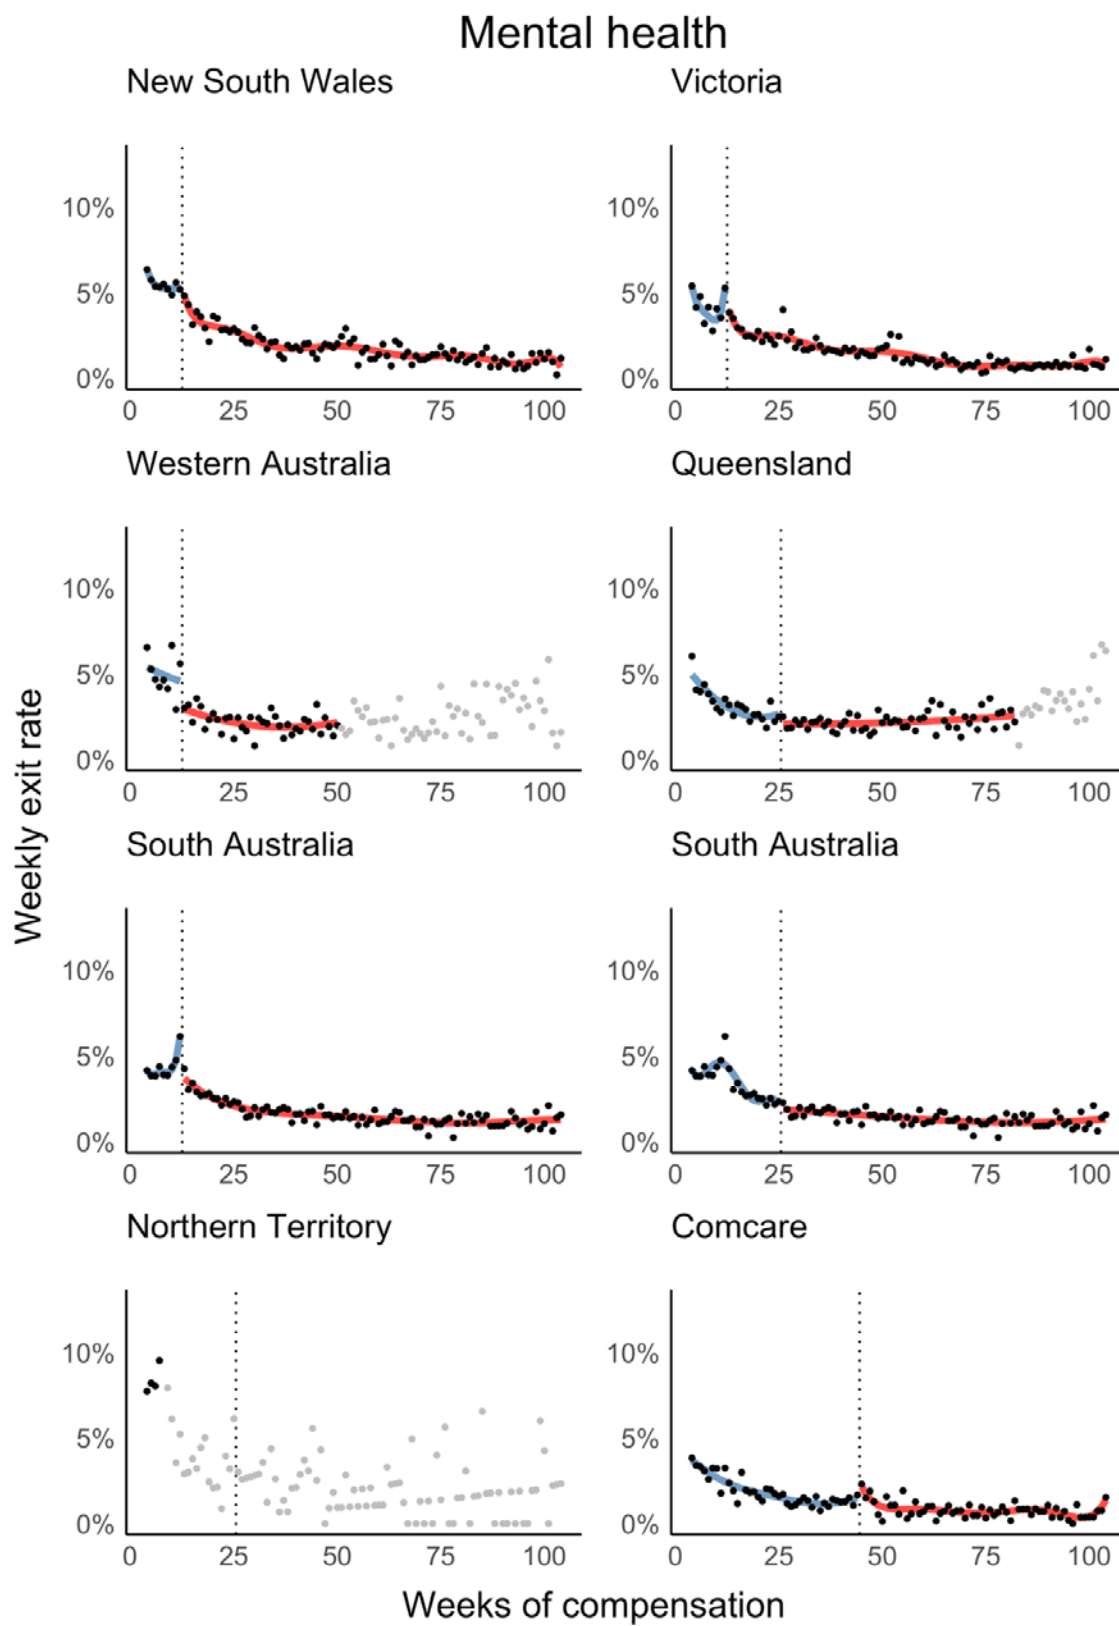 Mental health
New South Wales
Victoria
10%
5%
0%
0 25 50 75 100
10%
5%
0%
0 25 50 75 100
Western Australia
Queensland
10%
5%
0%
0 25 50 75 100
10%
5%
0%
0 25 50 75 100
Weekly exit rate
South Australia
South Australia
10%
5%
0%
0 25 50 75 100
10%
5%
0%
0 25 50 75 100
Northern Territory
Comcare
10%
5%
0%
0 25 50 75 100
10%
5%
0%
0 25 50 75 100
Weeks of compensation